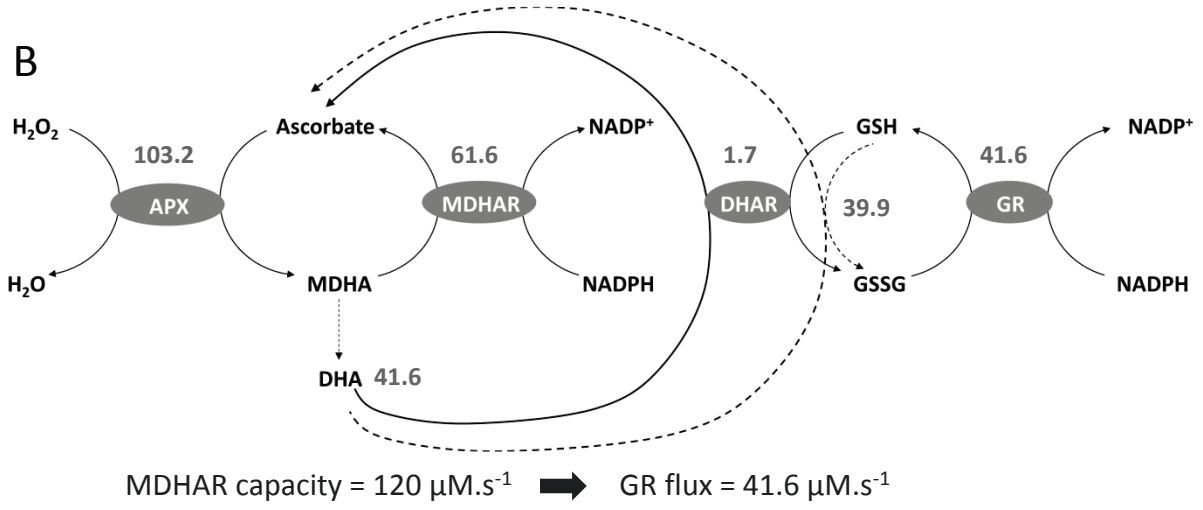 B
H₂O₂
Ascorbate
NADP⁺
GSH
NADP⁺
103.2
61.6
1.7
41.6
APX
MDHAR
DHAR
39.9
GR
H₂O
MDHA
NADPH
GSSG
NADPH
DHA 41.6
MDHAR capacity = 120 µM.s⁻¹ ➡ GR flux = 41.6 µM.s⁻¹